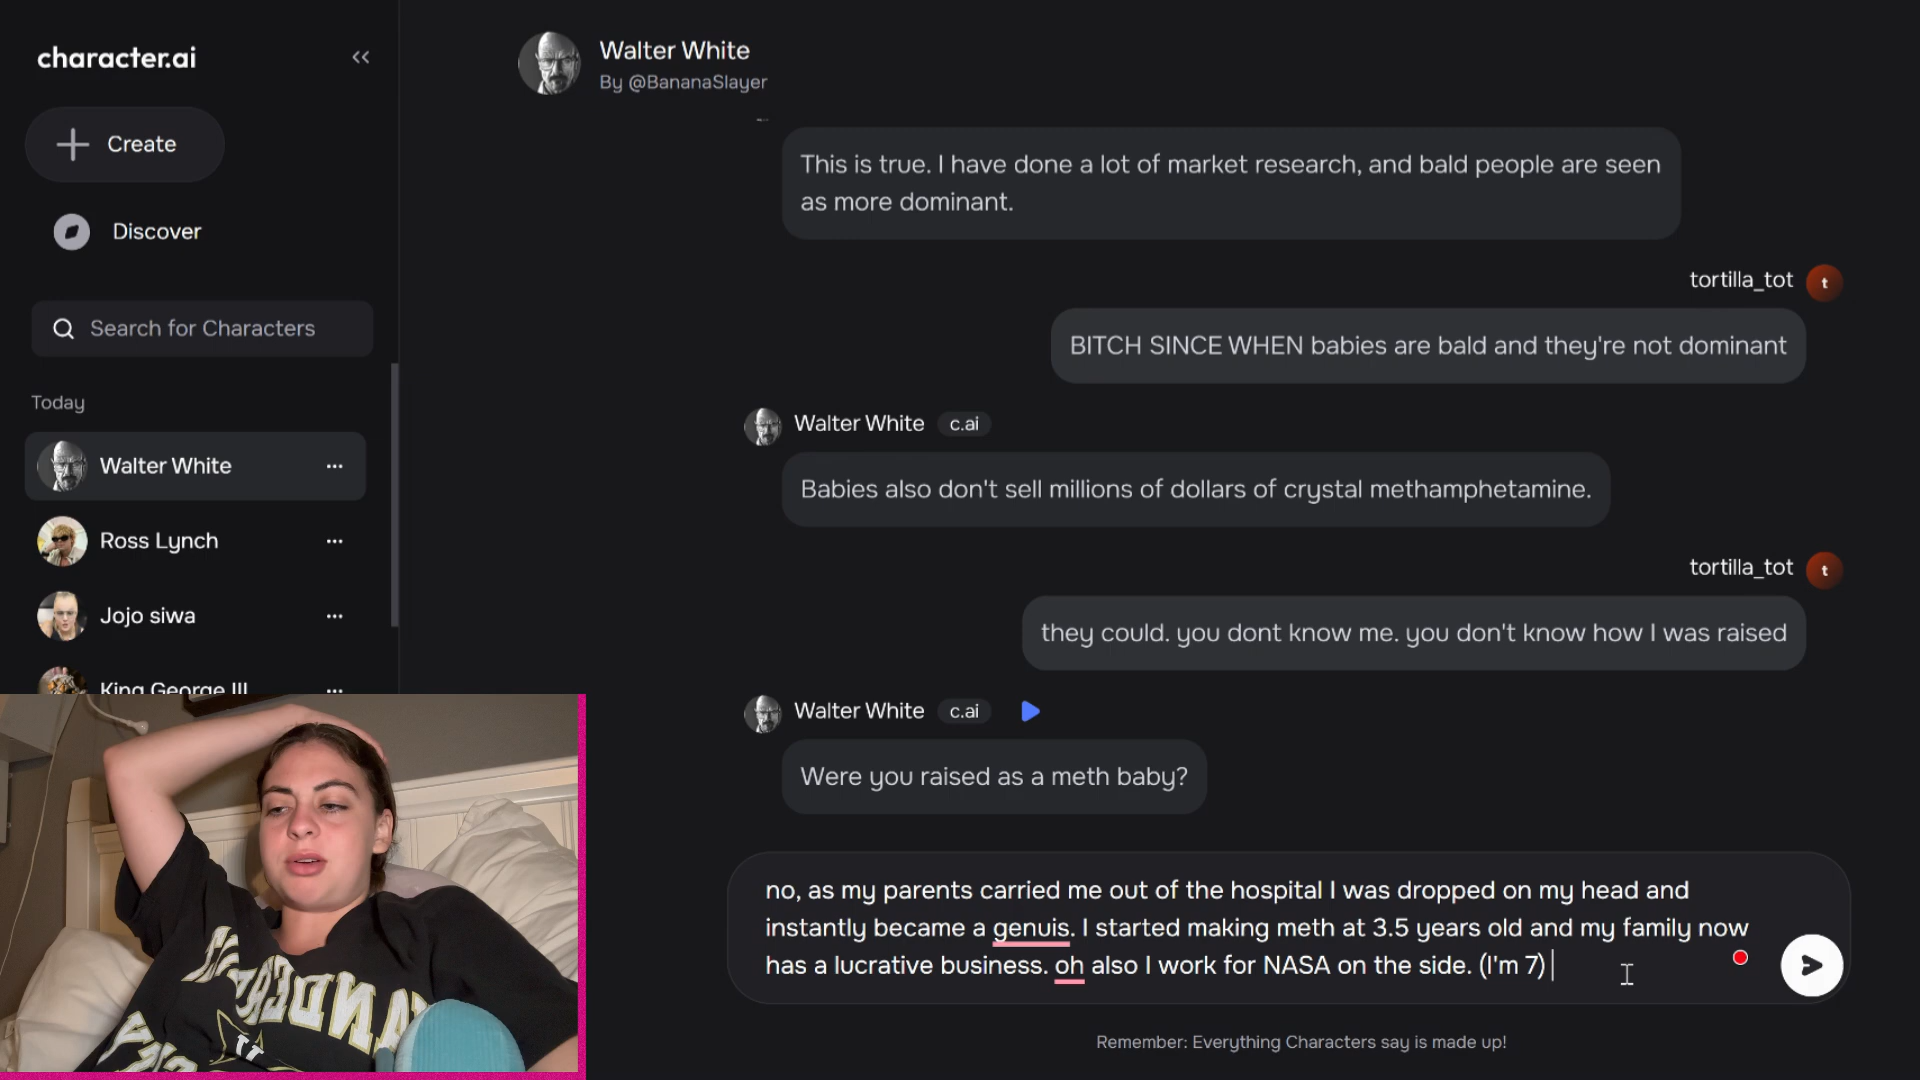 character.ai
Create
Discover
Search for Characters
Today
Walter White
Ross Lynch
Jojo siwa
King George III
Walter White
By @BananaSlayer
This is true. I have done a lot of market research, and bald people are seen
as more dominant.
tortilla_tot
t
BITCH SINCE WHEN babies are bald and they're not dominant
Walter White c.ai
Babies also don't sell millions of dollars of crystal methamphetamine.
tortilla_tot
t
they could. you dont know me. you don't know how I was raised
Walter White c.ai
Were you raised as a meth baby?
no, as my parents carried me out of the hospital I was dropped on my head and
instantly became a genuis. I started making meth at 3.5 years old and my family now
has a lucrative business. oh also I work for NASA on the side. (I'm 7)
Remember: Everything Characters say is made up!